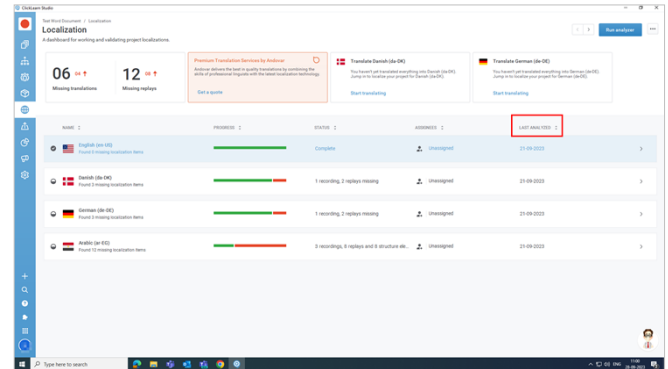 ClickLearn Studio
Test Word Document / Localization
Localization
A dashboard for working and validating project localizations.
Run analyzer
06
Missing translations
12
Missing replays
Premium Translation Services by Andovar
Andovar delivers the best in quality translations by combining the
skills of professional linguists with the latest localization technology.
Get a quote
Translate Danish (da-DK)
You haven't yet translated everything into Danish (da-DK).
Jump in to localize your project for Danish (da-DK).
Start translating
Translate German (de-DE)
You haven't yet translated everything into German (de-DE).
Jump in to localize your project for German (de-DE).
Start translating
NAME PROGRESS STATUS ASSIGNEES LAST ANALYZED
English (en-US)
Found 0 missing localization items
Complete
Unassigned
21-09-2023
Danish (da-DK)
Found 3 missing localization items
1 recording, 2 replays missing
Unassigned
21-09-2023
German (de-DE)
Found 3 missing localization items
1 recording, 2 replays missing
Unassigned
21-09-2023
Arabic (ar-EG)
Found 12 missing localization items
Unassigned
21-09-2023
Type here to search
ENG
11:06